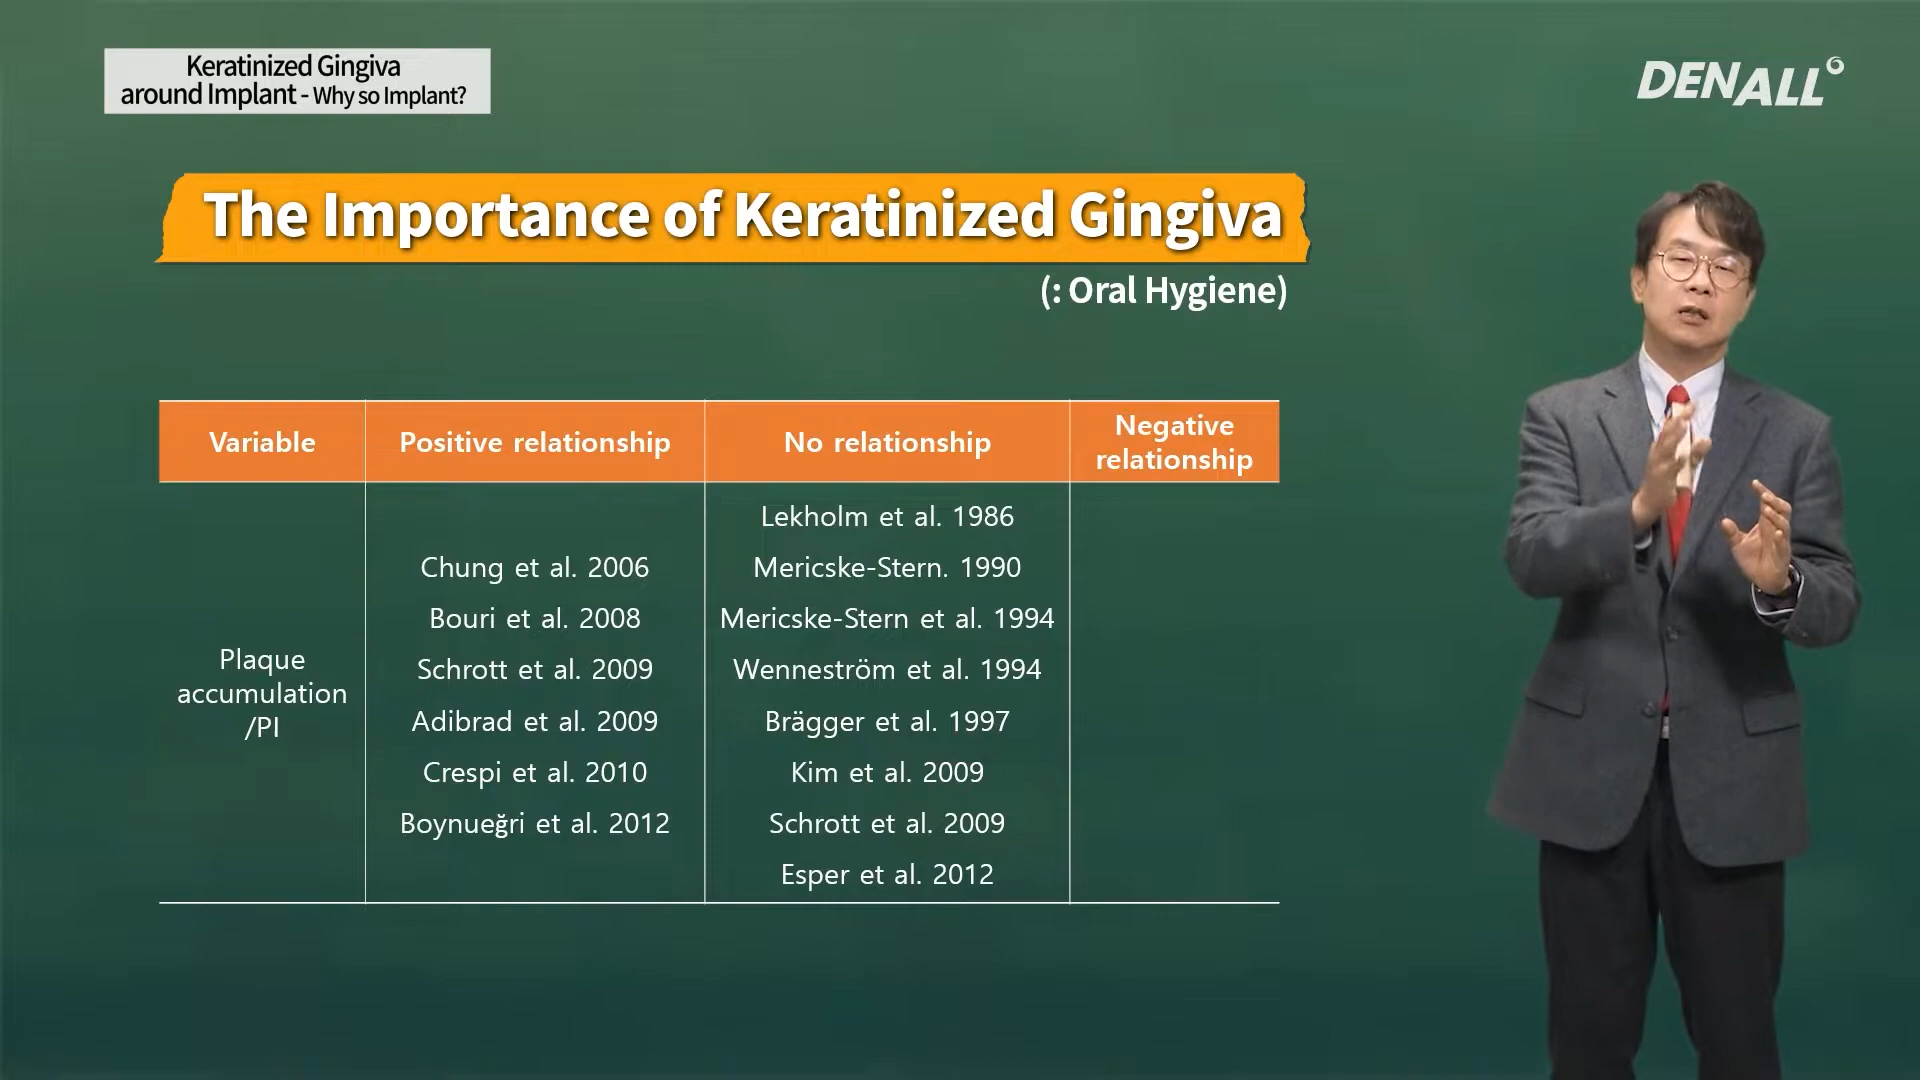 Keratinized Gingiva
around Implant - Why so Implant?
DENALL
The Importance of Keratinized Gingiva
(: Oral Hygiene)
Variable
Positive relationship
No relationship
Negative
relationship
Plaque
accumulation
/PI
Chung et al. 2006
Bouri et al. 2008
Schrott et al. 2009
Adibrad et al. 2009
Crespi et al. 2010
Boynueğri et al. 2012
Lekholm et al. 1986
Mericske-Stern. 1990
Mericske-Stern et al. 1994
Wenneström et al. 1994
Brägger et al. 1997
Kim et al. 2009
Schrott et al. 2009
Esper et al. 2012